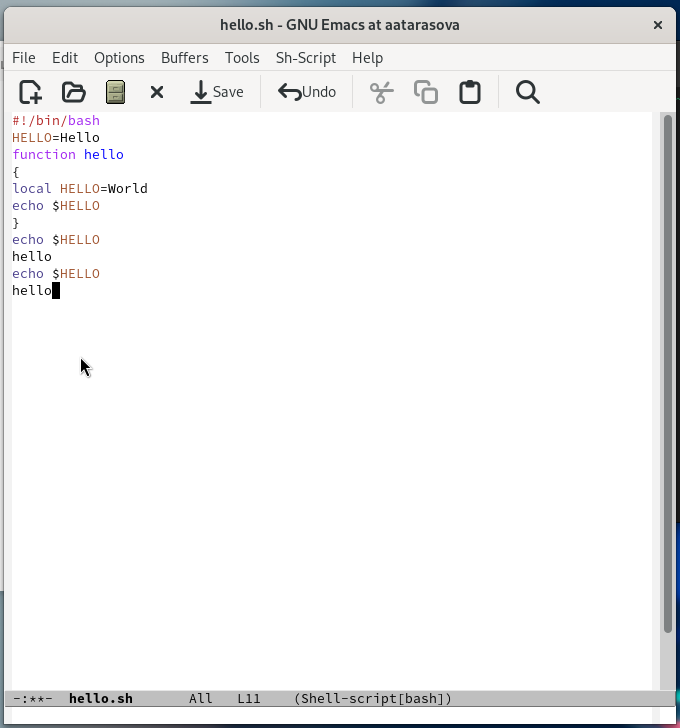 hello.sh - GNU Emacs at aatarasova
File Edit Options Buffers Tools Sh-Script Help
Save Undo
#!/bin/bash
HELLO=Hello
function hello
{
local HELLO=World
echo $HELLO
}
echo $HELLO
hello
echo $HELLO
hello
-:**- hello.sh All L11 (Shell-script[bash])